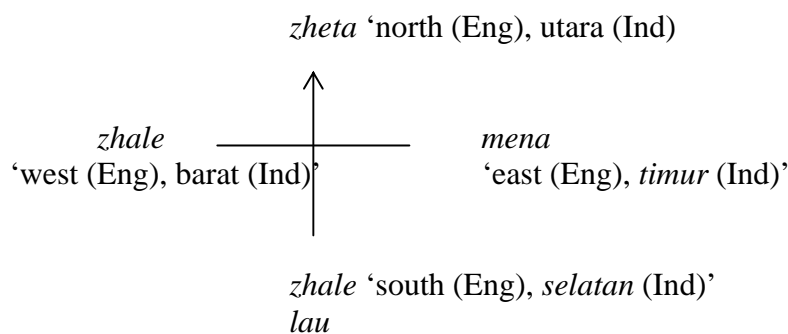 zheta ‘north (Eng), utara (Ind)
zhale
‘west (Eng), barat (Ind)’
mena
‘east (Eng), timur (Ind)’
zhale ‘south (Eng), selatan (Ind)’
lau